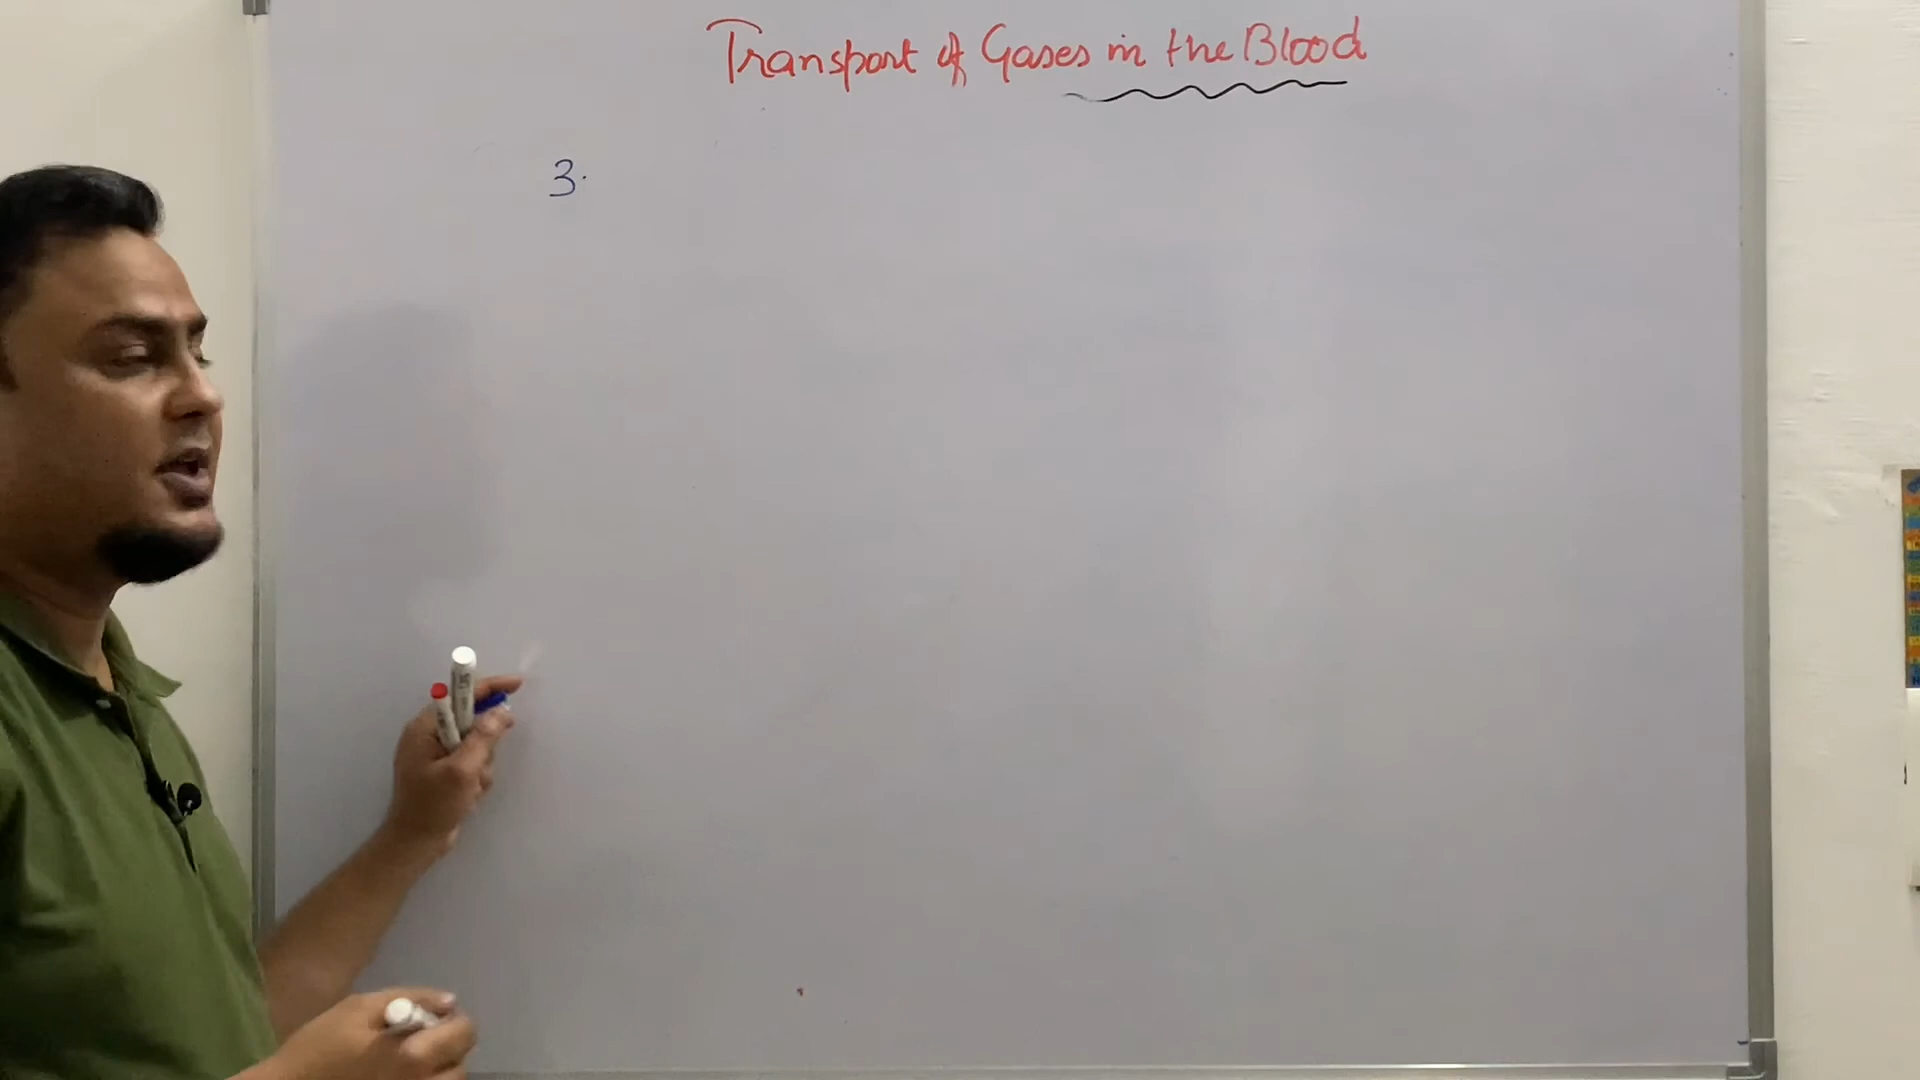 Transport of Gases in the Blood
3.